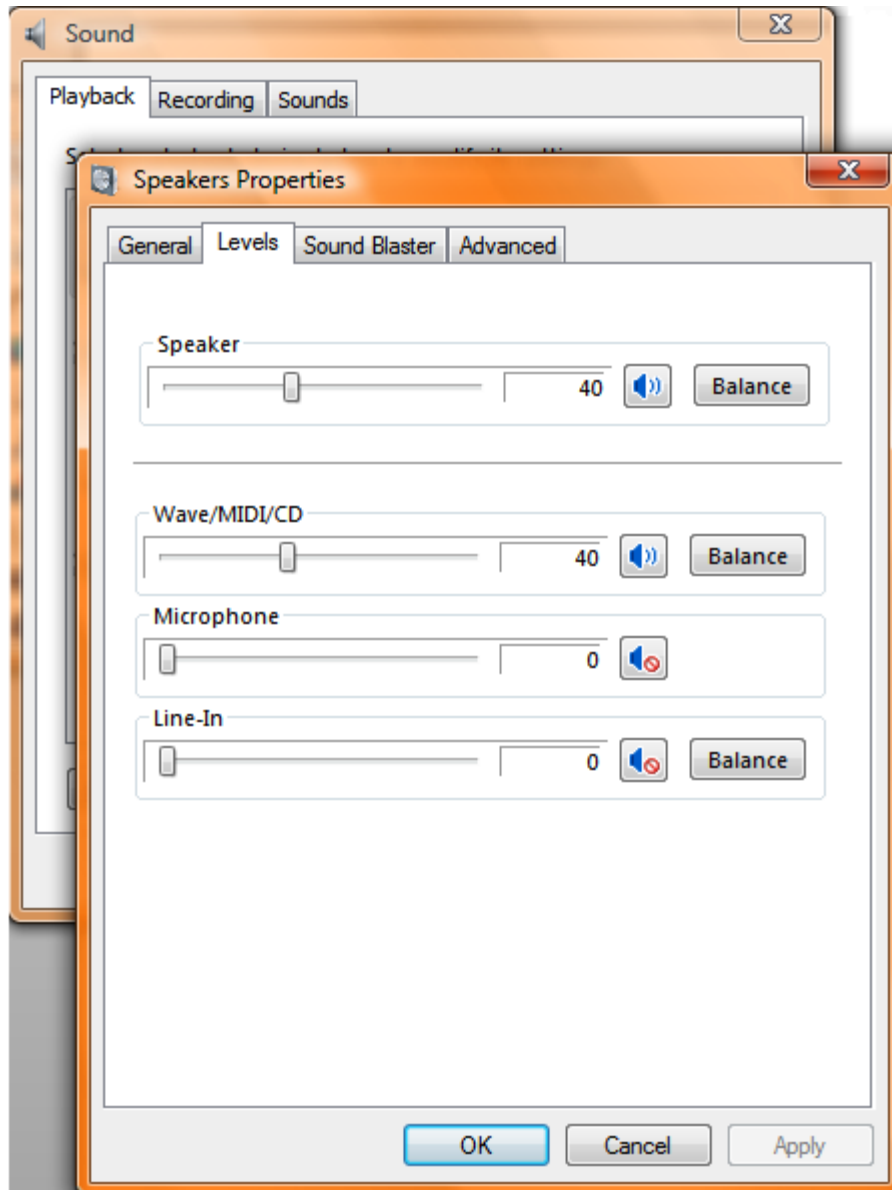 Sound
Playback Recording Sounds
Speakers Properties
General Levels Sound Blaster Advanced
Speaker
40 Balance
Wave/MIDI/CD
40 Balance
Microphone
0
Line-In
0 Balance
OK Cancel Apply